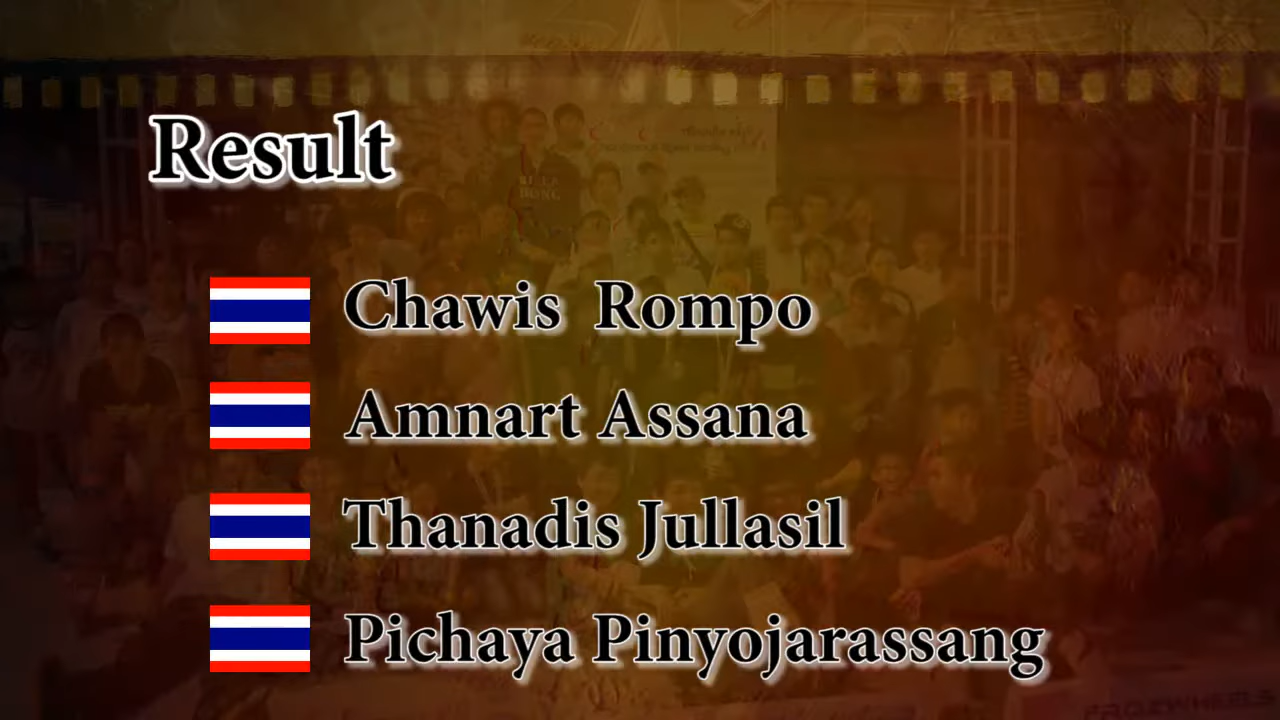 Result
Chawis Rompo
Amnart Assana
Thanadis Jullasil
Pichaya Pinyojarassang